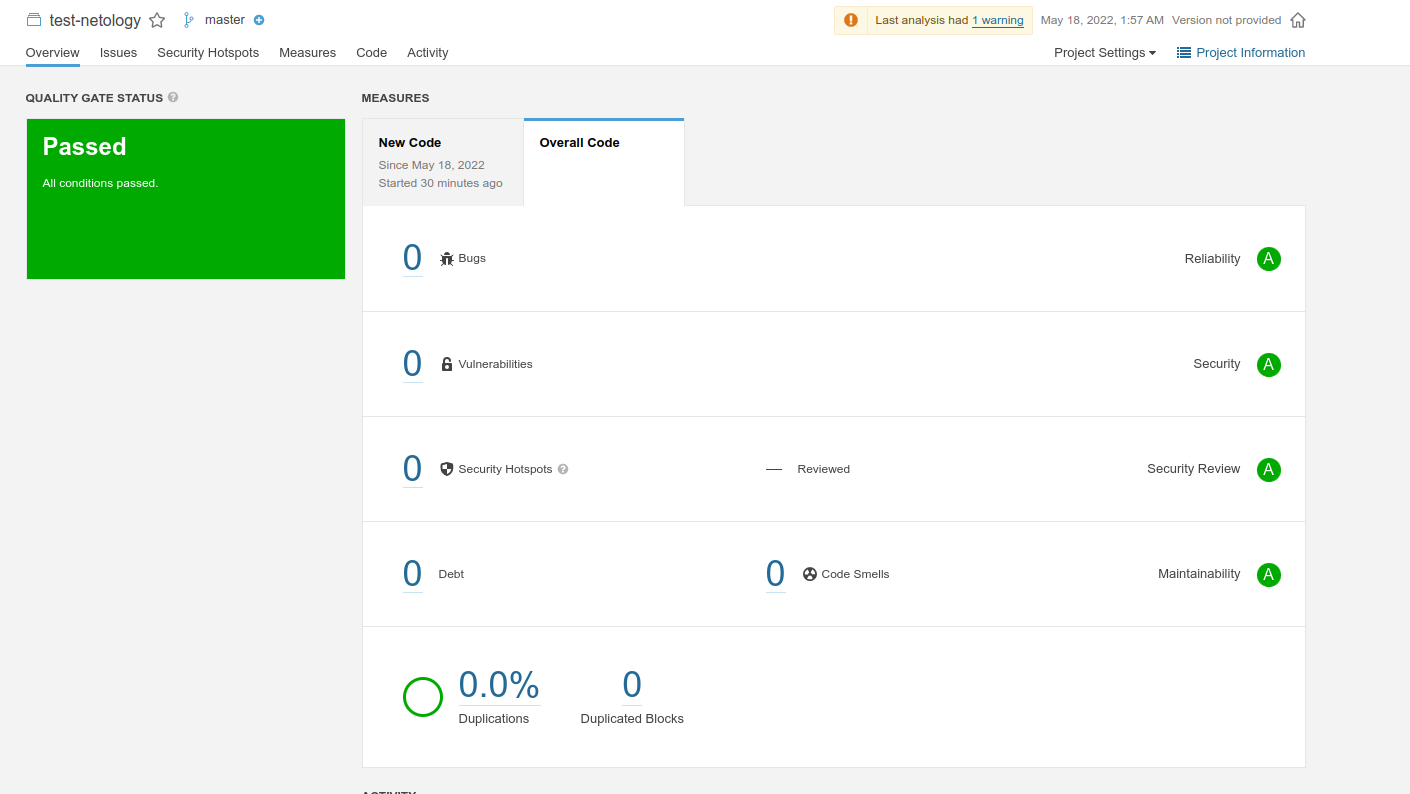 test-netology master Last analysis had 1 warning May 18, 2022, 1:57 AM Version not provided
Overview Issues Security Hotspots Measures Code Activity Project Settings Project Information
QUALITY GATE STATUS ?
Passed
All conditions passed.
MEASURES
New Code
Since May 18, 2022
Started 30 minutes ago
Overall Code
0 Bugs Reliability A
0 Vulnerabilities Security A
0 Security Hotspots ? — Reviewed Security Review A
0 Debt 0 Code Smells Maintainability A
0.0% 0
Duplications Duplicated Blocks
ACTIVITY